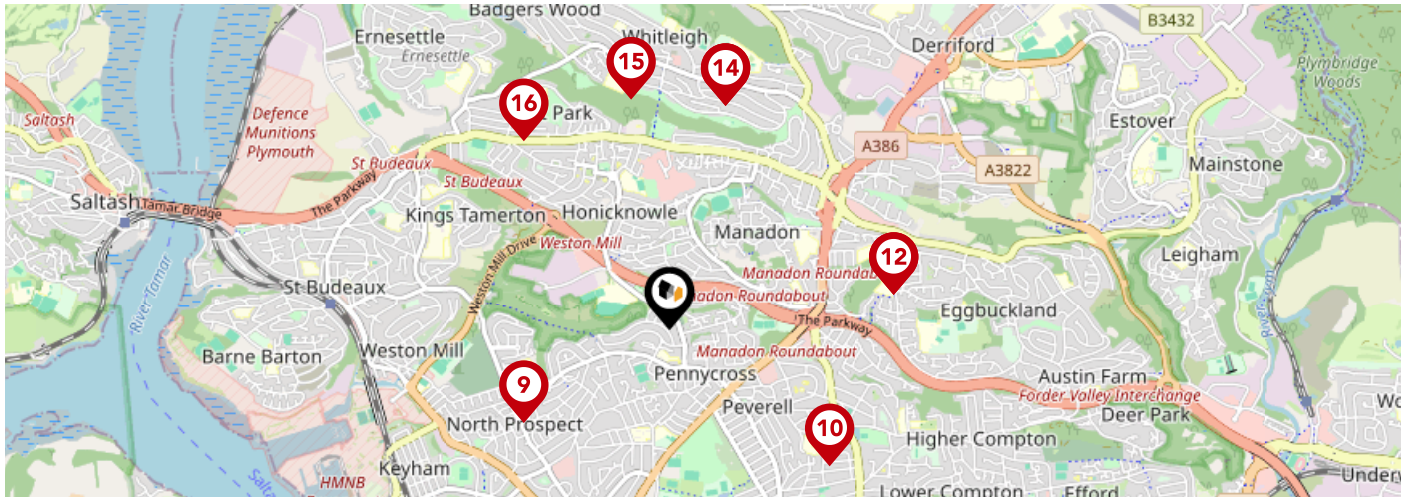 Badgers Wood
B3432
Ernesettle
Whitleigh
Derriford
Ernesettle
15
14
Plymbridge
Woods
16
Park
Defence
Munitions
Plymouth
Saltash
Estover
A386
St Budeaux
A3822
Mainstone
St Budeaux
The Parkway
Saltash
Tamar Bridge
Kings Tamerton
Honicknowle
Manadon
Weston Mill
12
Leigham
Weston Mill Drive
Manadon Roundab
River Tamar
St Budeaux
adon Roundabout
Eggbuckland
The Parkway
Barne Barton
Weston Mill
Manadon Roundabout
Pennycross
9
Austin Farm
Forder Valley Interchange
Peverell
Deer Park
North Prospect
10
Higher Compton
Keyham
HMNB
Lower Compton
Efford
Underw